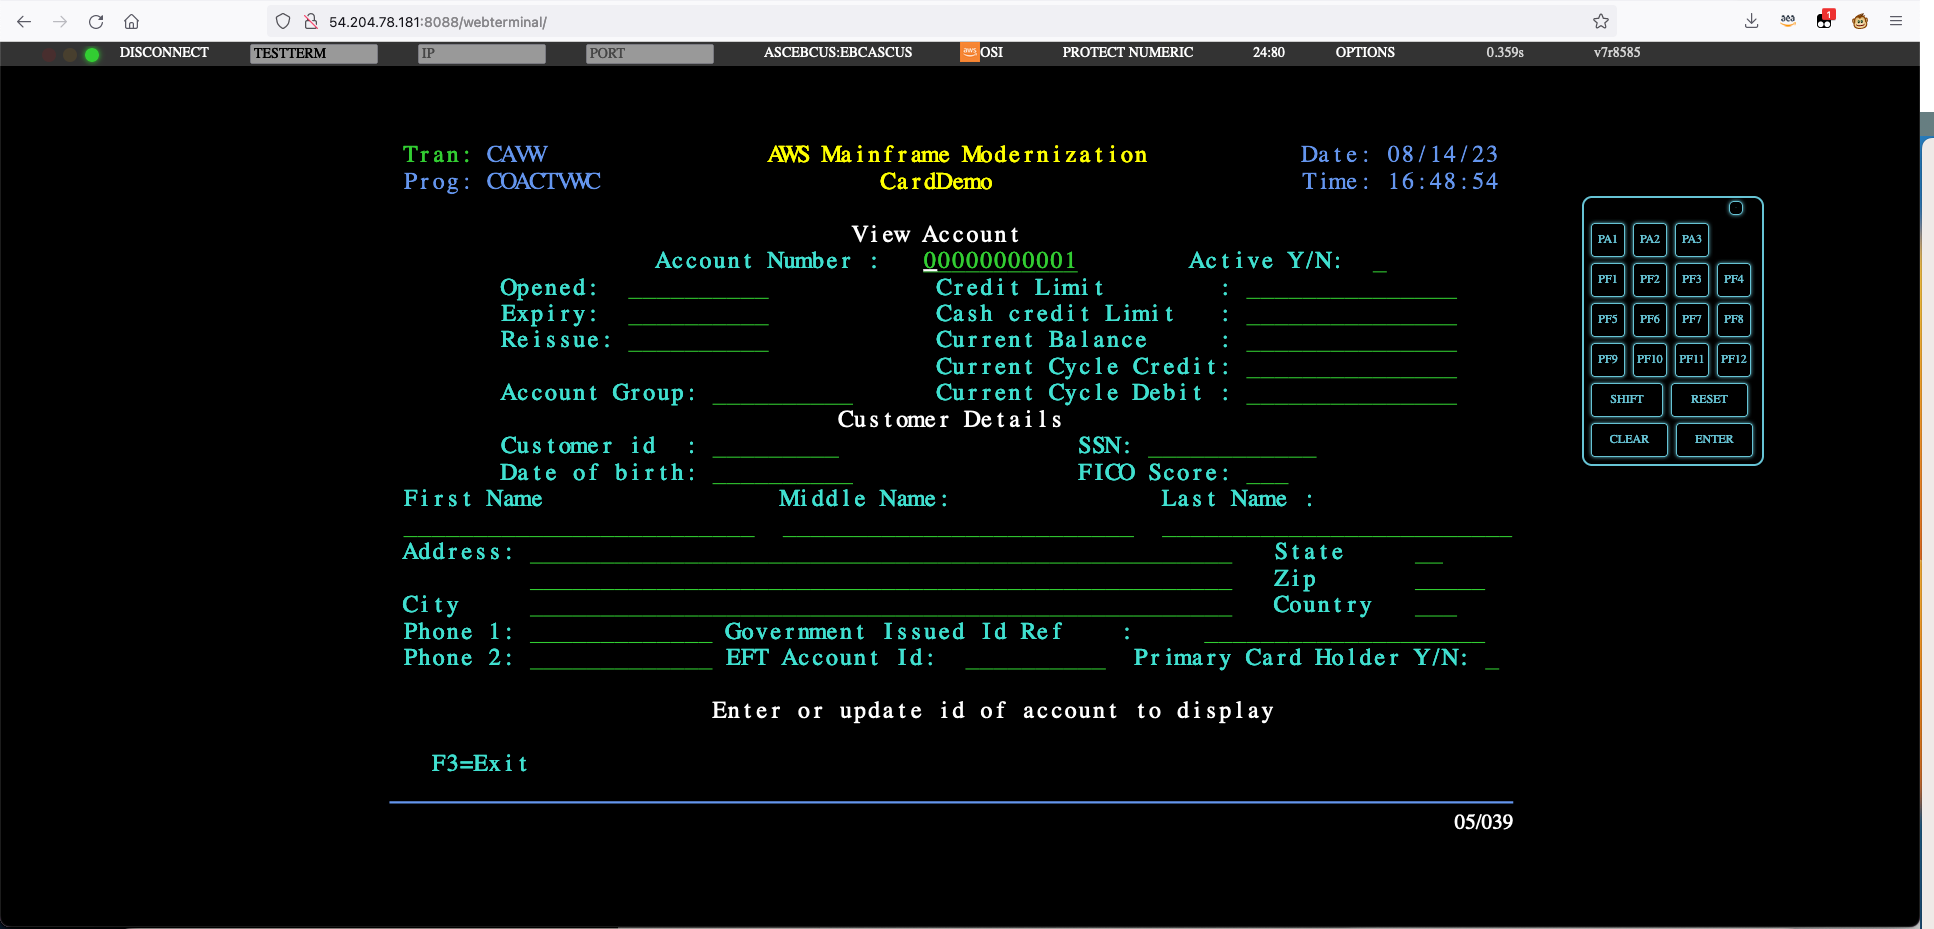 54.204.78.181:8088/webterminal/
aea
1
DISCONNECT TESTTERM IP PORT ASCEBCUS:EBCASCUS aws OSI PROTECT NUMERIC 24:80 OPTIONS 0.359s v7r8585
Tran: CAVW AWS Mainframe Modernization Date: 08/14/23
Prog: COACTVWC CardDemo Time: 16:48:54
View Account
Account Number : 00000000001 Active Y/N: _
Opened: Credit Limit :
Expiry: Cash credit Limit :
Reissue: Current Balance :
Current Cycle Credit:
Account Group: Current Cycle Debit :
Customer Details
Customer id : SSN:
Date of birth: FICO Score:
First Name Middle Name: Last Name :
Address: State
Zip
City Country
Phone 1: Government Issued Id Ref :
Phone 2: EFT Account Id: Primary Card Holder Y/N: _
Enter or update id of account to display
F3=Exit
05/039
PA1 PA2 PA3
PF1 PF2 PF3 PF4
PF5 PF6 PF7 PF8
PF9 PF10 PF11 PF12
SHIFT RESET
CLEAR ENTER